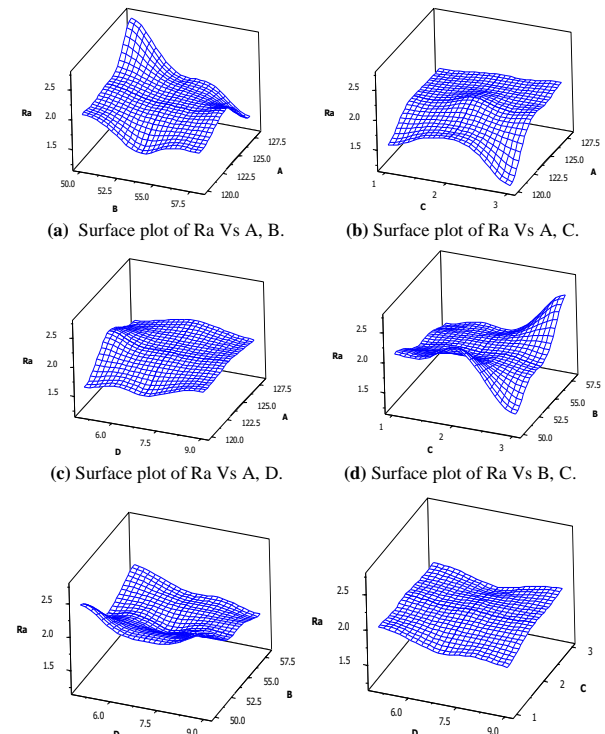 2.5
2.0
Ra
1.5
50.0
52.5
55.0
57.5
B
120.0
122.5
125.0
127.5
A
(a) Surface plot of Ra Vs A, B.
2.5
2.0
Ra
1.5
1
2
3
C
120.0
122.5
125.0
127.5
A
(b) Surface plot of Ra Vs A, C.
2.5
Ra
2.0
1.5
6.0
7.5
9.0
D
120.0
122.5
125.0
127.5
A
(c) Surface plot of Ra Vs A, D.
2.5
Ra
2.0
1.5
1
2
3
C
50.0
52.5
55.0
57.5
B
(d) Surface plot of Ra Vs B, C.
2.5
Ra
2.0
1.5
6.0
7.5
9.0
D
50.0
52.5
55.0
57.5
B
2.5
Ra
2.0
1.5
6.0
7.5
9.0
D
1
2
3
C